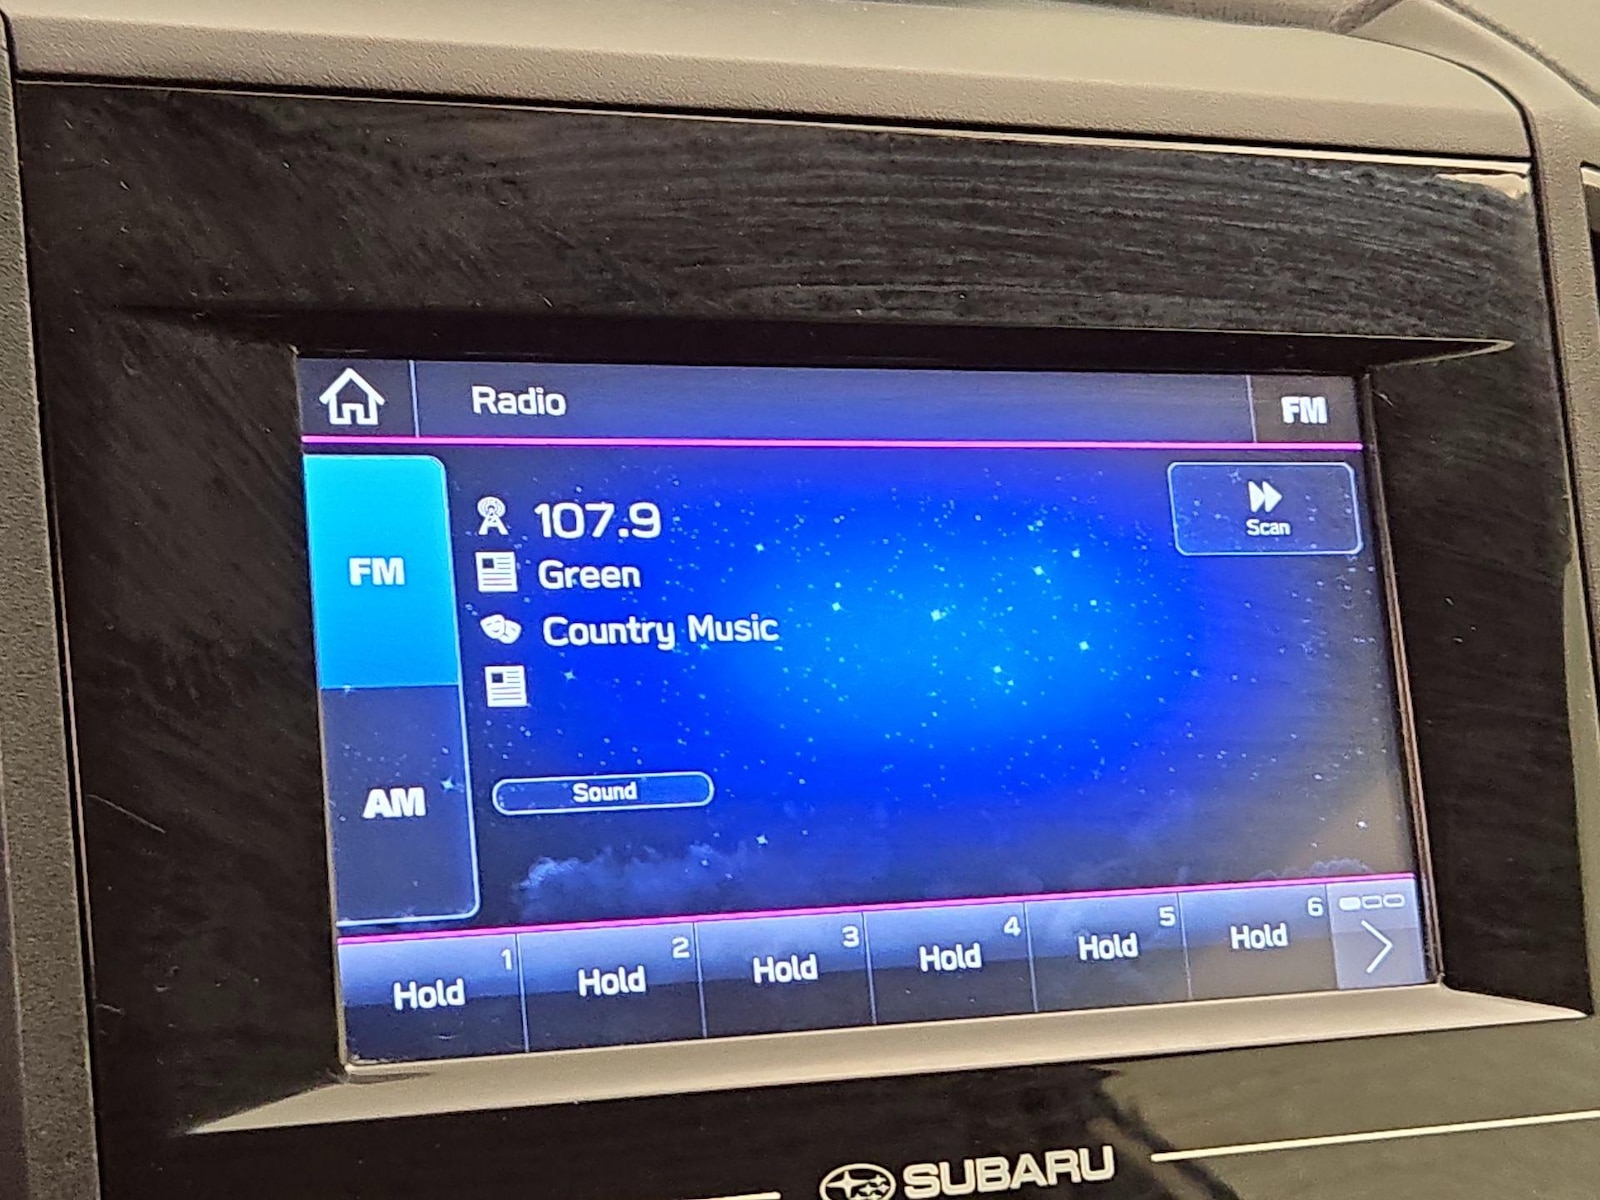 Radio
FM
FM
107.9
Scan
Green
Country Music
AM
Sound
1
Hold
2
Hold
3
Hold
4
Hold
5
Hold
6
Hold
SUBARU